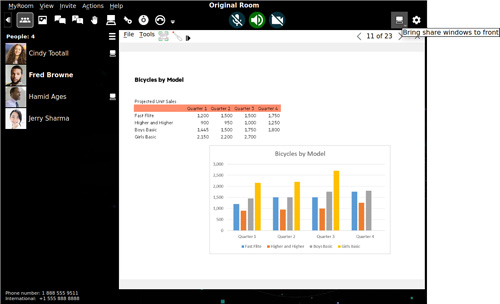 MyRoom View Invite Actions Help
Original Room
Bring share windows to front
People: 4
File Tools
11 of 23
Cindy Tootall
Fred Browne
Hamid Ages
Jerry Sharma
Bicycles by Model
Projected Unit Sales
Quarter 1 Quarter 2 Quarter 3 Quarter 4
Fast Flite 1,200 1,500 1,500 1,750
Higher and Higher 900 950 1,000 1,250
Boys Basic 1,445 1,500 1,750 1,800
Girls Basic 2,150 2,200 2,700
Bicycles by Model
3,000
2,500
2,000
1,500
1,000
500
0
Quarter 1 Quarter 2 Quarter 3 Quarter 4
Fast Flite Higher and Higher Boys Basic Girls Basic
Phone number: 1 888 555 9511
International: +1 555 888 8888